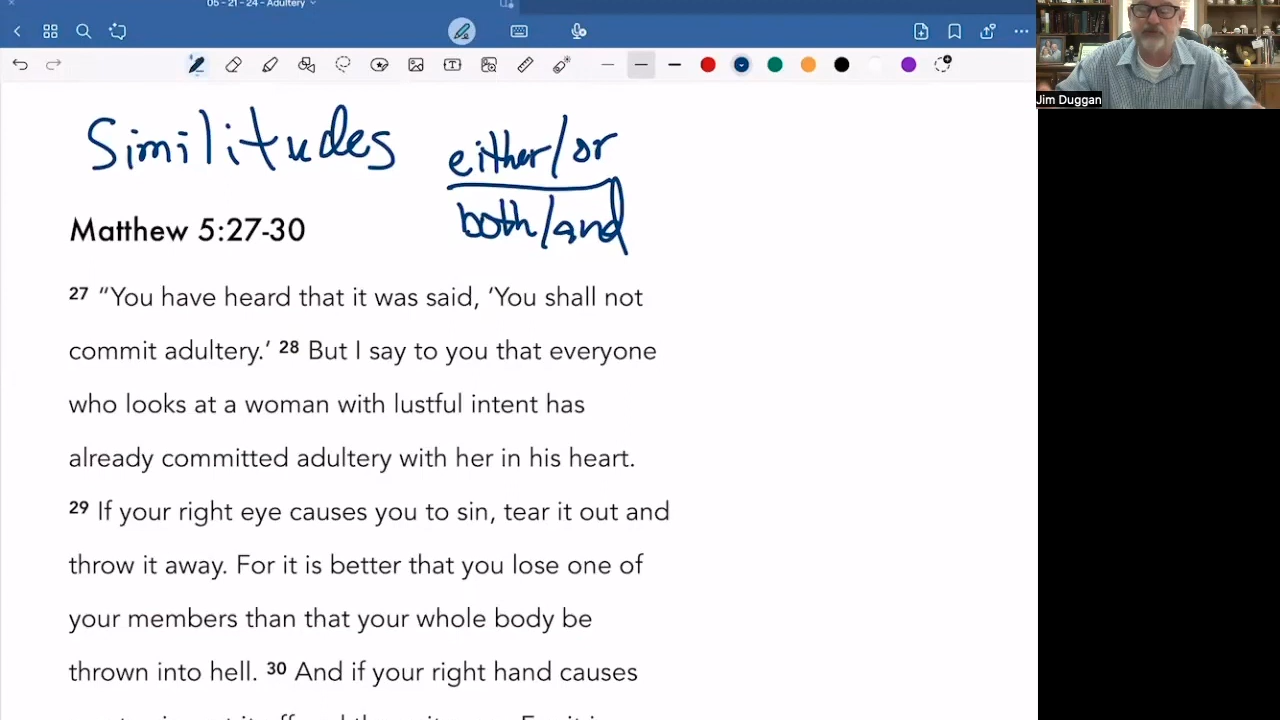 05 - 21 - 24 - Adultery
Jim Duggan
Similitudes
either/or
both/and
Matthew 5:27-30
27 “You have heard that it was said, ‘You shall not
commit adultery.’ 28 But I say to you that everyone
who looks at a woman with lustful intent has
already committed adultery with her in his heart.
29 If your right eye causes you to sin, tear it out and
throw it away. For it is better that you lose one of
your members than that your whole body be
thrown into hell. 30 And if your right hand causes